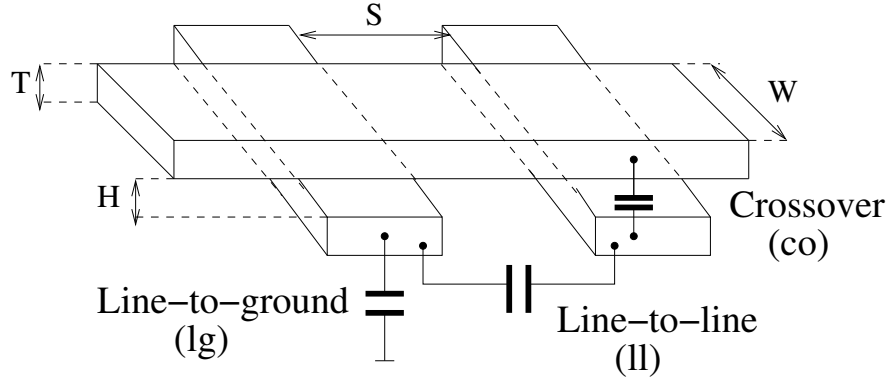 S
T
W
H
Crossover
(co)
Line−to−ground
(lg)
Line−to−line
(ll)